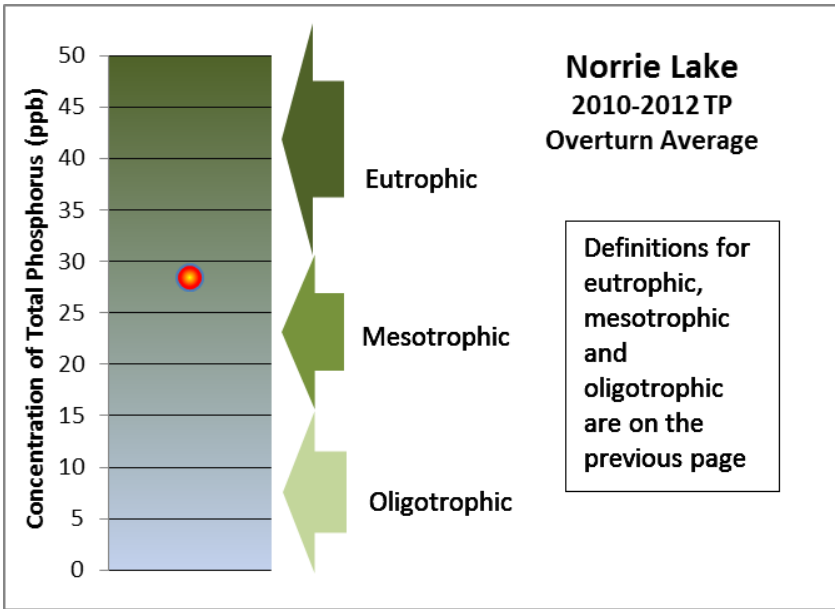 Norrie Lake
2010-2012 TP
Overturn Average
Concentration of Total Phosphorus (ppb)
50
45
40
35
30
25
20
15
10
5
0
Eutrophic
Mesotrophic
Oligotrophic
Definitions for
eutrophic,
mesotrophic
and
oligotrophic
are on the
previous page